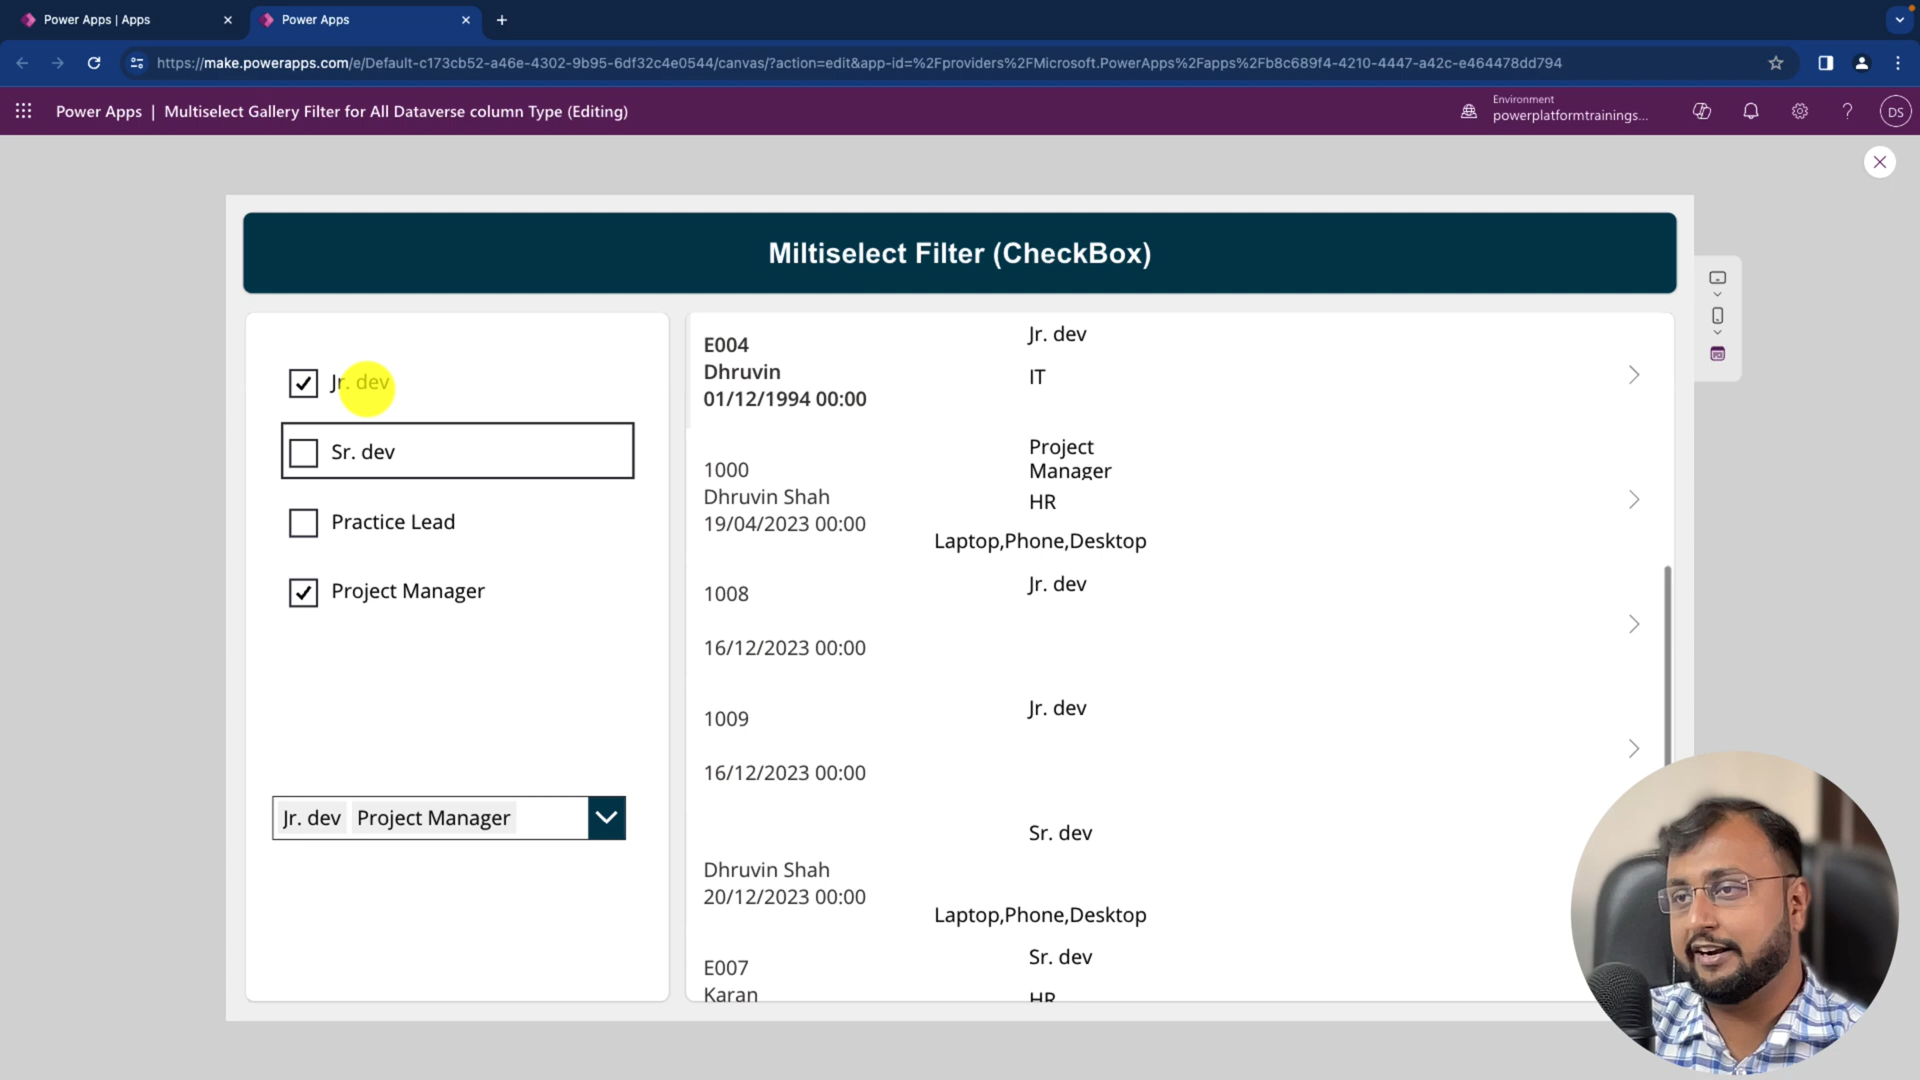 Power Apps | Apps
Power Apps
https://make.powerapps.com/e/Default-c173cb52-a46e-4302-9b95-6df32c4e0544/canvas/?action=edit&app-id=%2Fproviders%2FMicrosoft.PowerApps%2Fapps%2Fb8c689f4-4210-4447-a42c-e464478dd794
Power Apps | Multiselect Gallery Filter for All Dataverse column Type (Editing)
Environment
powerplatformtrainings...
DS
Miltiselect Filter (CheckBox)
Jr. dev
Sr. dev
Practice Lead
Project Manager
Jr. dev Project Manager
E004
Dhruvin
01/12/1994 00:00
Jr. dev
IT
1000
Dhruvin Shah
19/04/2023 00:00
Project
Manager
HR
Laptop,Phone,Desktop
1008
16/12/2023 00:00
Jr. dev
1009
16/12/2023 00:00
Jr. dev
Dhruvin Shah
20/12/2023 00:00
Sr. dev
Laptop,Phone,Desktop
E007
Karan
Sr. dev
HR